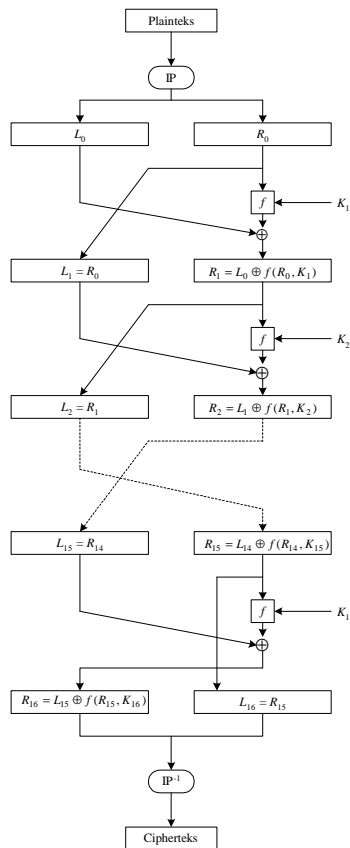 Plainteks
IP
L₀ R₀
f K₁
⊕
L₁ = R₀ R₁ = L₀ ⊕ f(R₀, K₁)
f K₂
⊕
L₂ = R₁ R₂ = L₁ ⊕ f(R₁, K₂)
L₁₅ = R₁₄ R₁₅ = L₁₄ ⊕ f(R₁₄, K₁₅)
f K₁
⊕
R₁₆ = L₁₅ ⊕ f(R₁₅, K₁₆) L₁₆ = R₁₅
IP⁻¹
Cipherteks